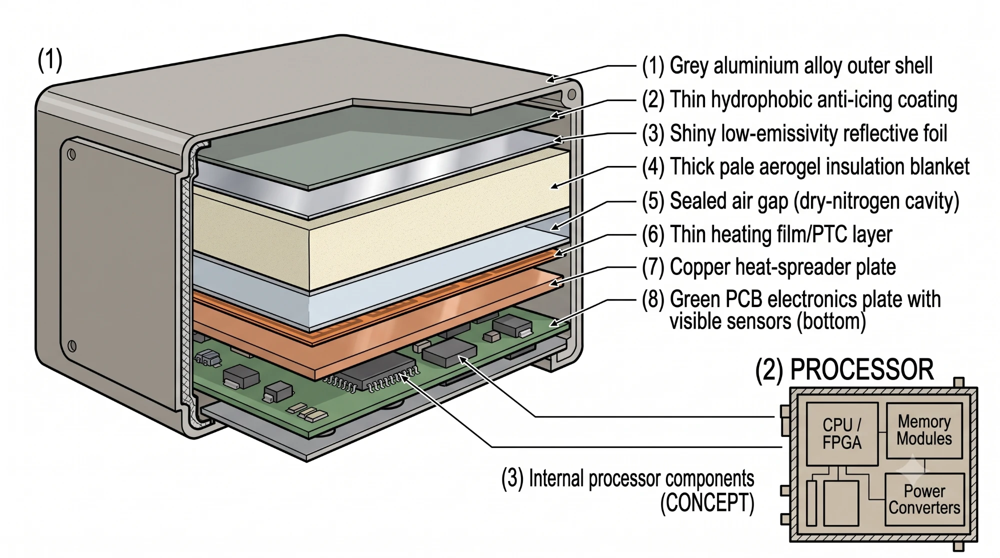 (1)
(1) Grey aluminium alloy outer shell
(2) Thin hydrophobic anti-icing coating
(3) Shiny low-emissivity reflective foil
(4) Thick pale aerogel insulation blanket
(5) Sealed air gap (dry-nitrogen cavity)
(6) Thin heating film/PTC layer
(7) Copper heat-spreader plate
(8) Green PCB electronics plate with
visible sensors (bottom)
(2) PROCESSOR
CPU /
FPGA
Memory
Modules
Power
Converters
(3) Internal processor components
(CONCEPT)